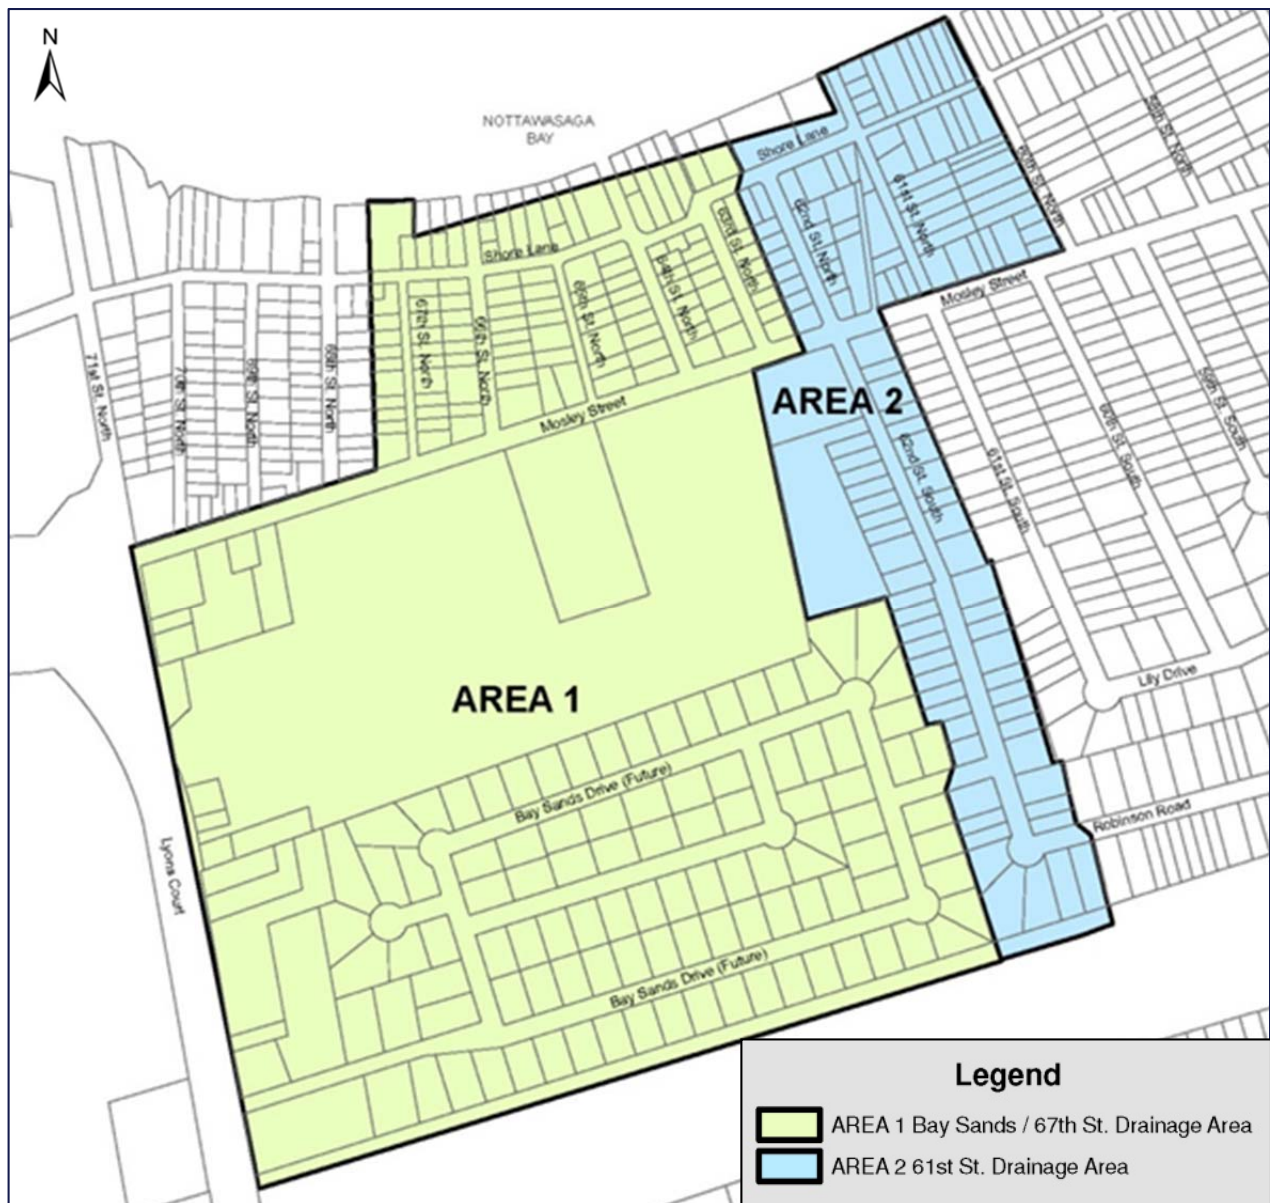 N
NOTTAWASAGA
BAY
Shore Lane
58th St. North
60th St. North
61st St. North
62nd St. North
63rd St. North
Shore Lane
64th St. North
65th St. North
66th St. North
67th St. North
Mosley Street
71st St. North
70th St. North
69th St. North
Mosley Street
AREA 2
59th St. South
60th St. South
61st St. South
62nd St. South
Lily Drive
AREA 1
Bay Sands Drive (Future)
Robinson Road
Lyons Court
Bay Sands Drive (Future)
Legend
AREA 1 Bay Sands / 67th St. Drainage Area
AREA 2 61st St. Drainage Area